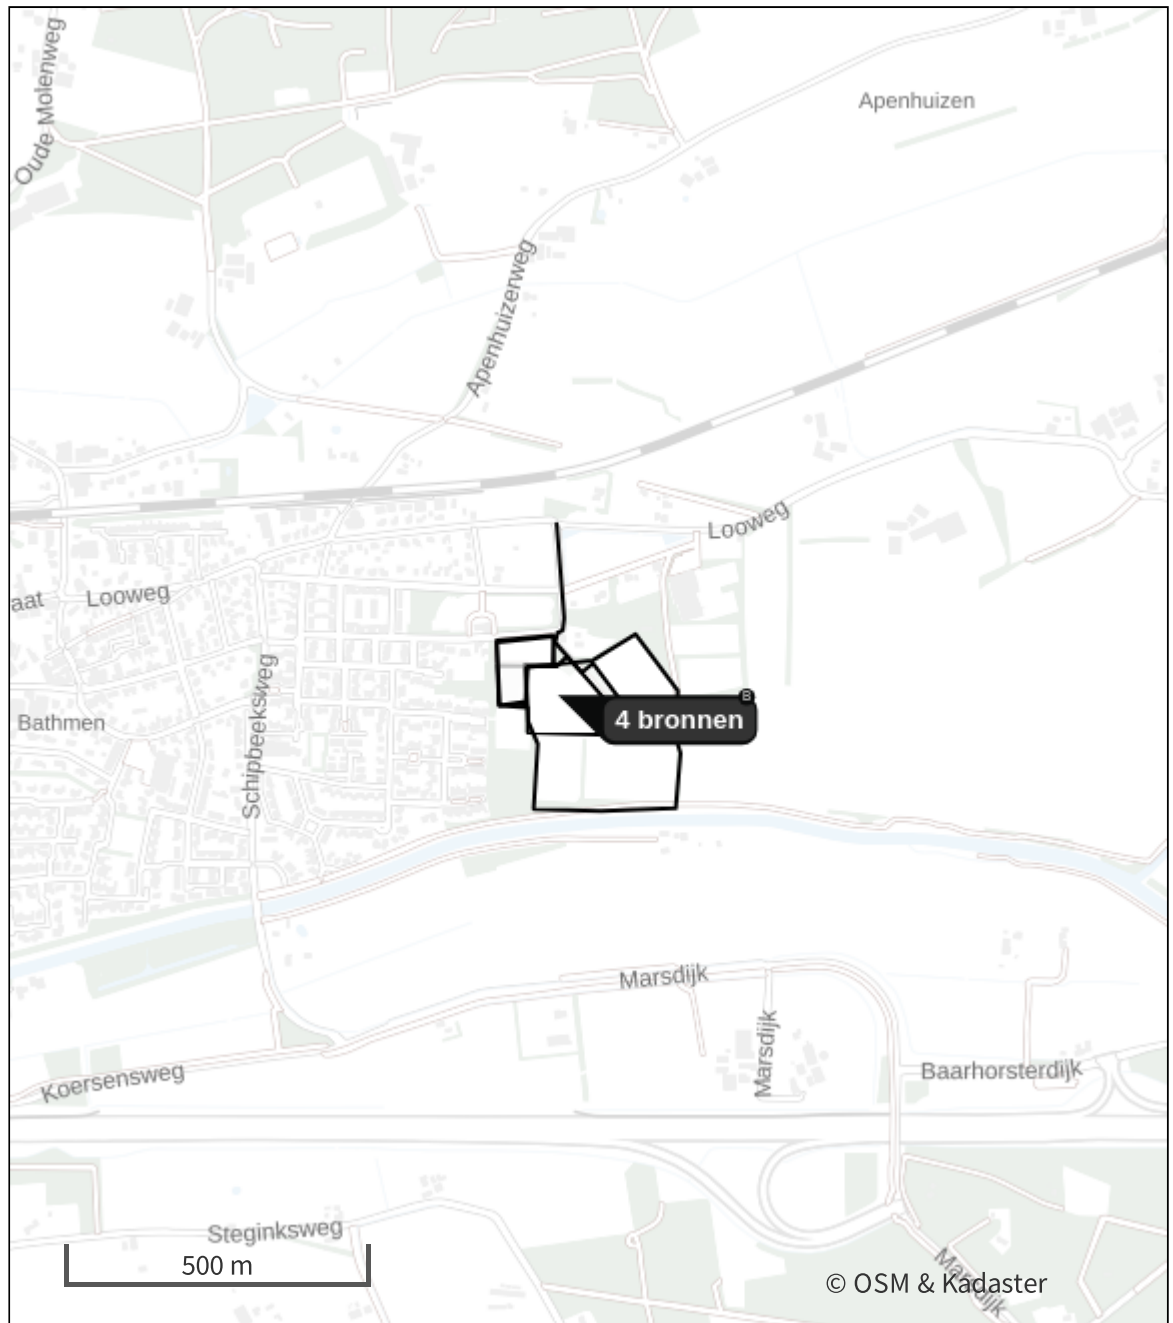 Oude Molenweg
Apenhuizen
Apenhuizerweg
Looweg
aat
Looweg
Schipbeeksweg
Bathmen
B
4 bronnen
Marsdijk
Marsdijk
Koersensweg
Baarhorsterdijk
Steginksweg
500 m
Marsdijk
© OSM & Kadaster